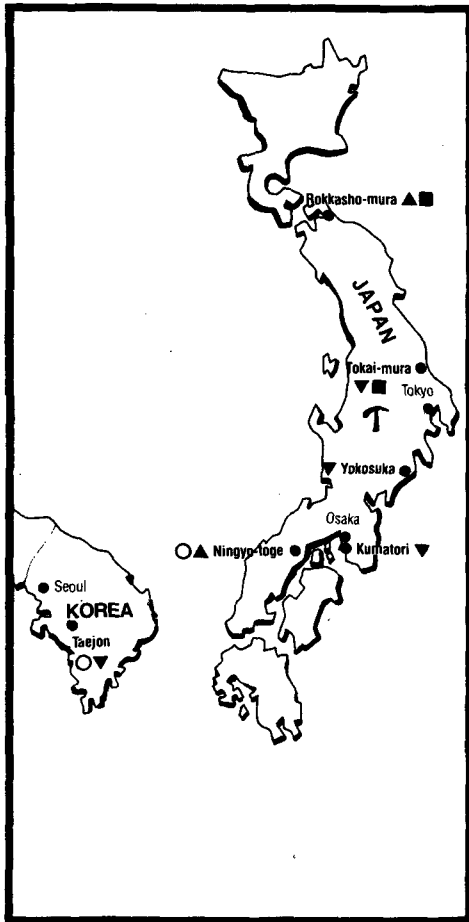 Rokkasho-mura
JAPAN
Tokai-mura
Tokyo
Yokosuka
Osaka
Ningyo-toge
Kumatori
Seoul
KOREA
Taejon